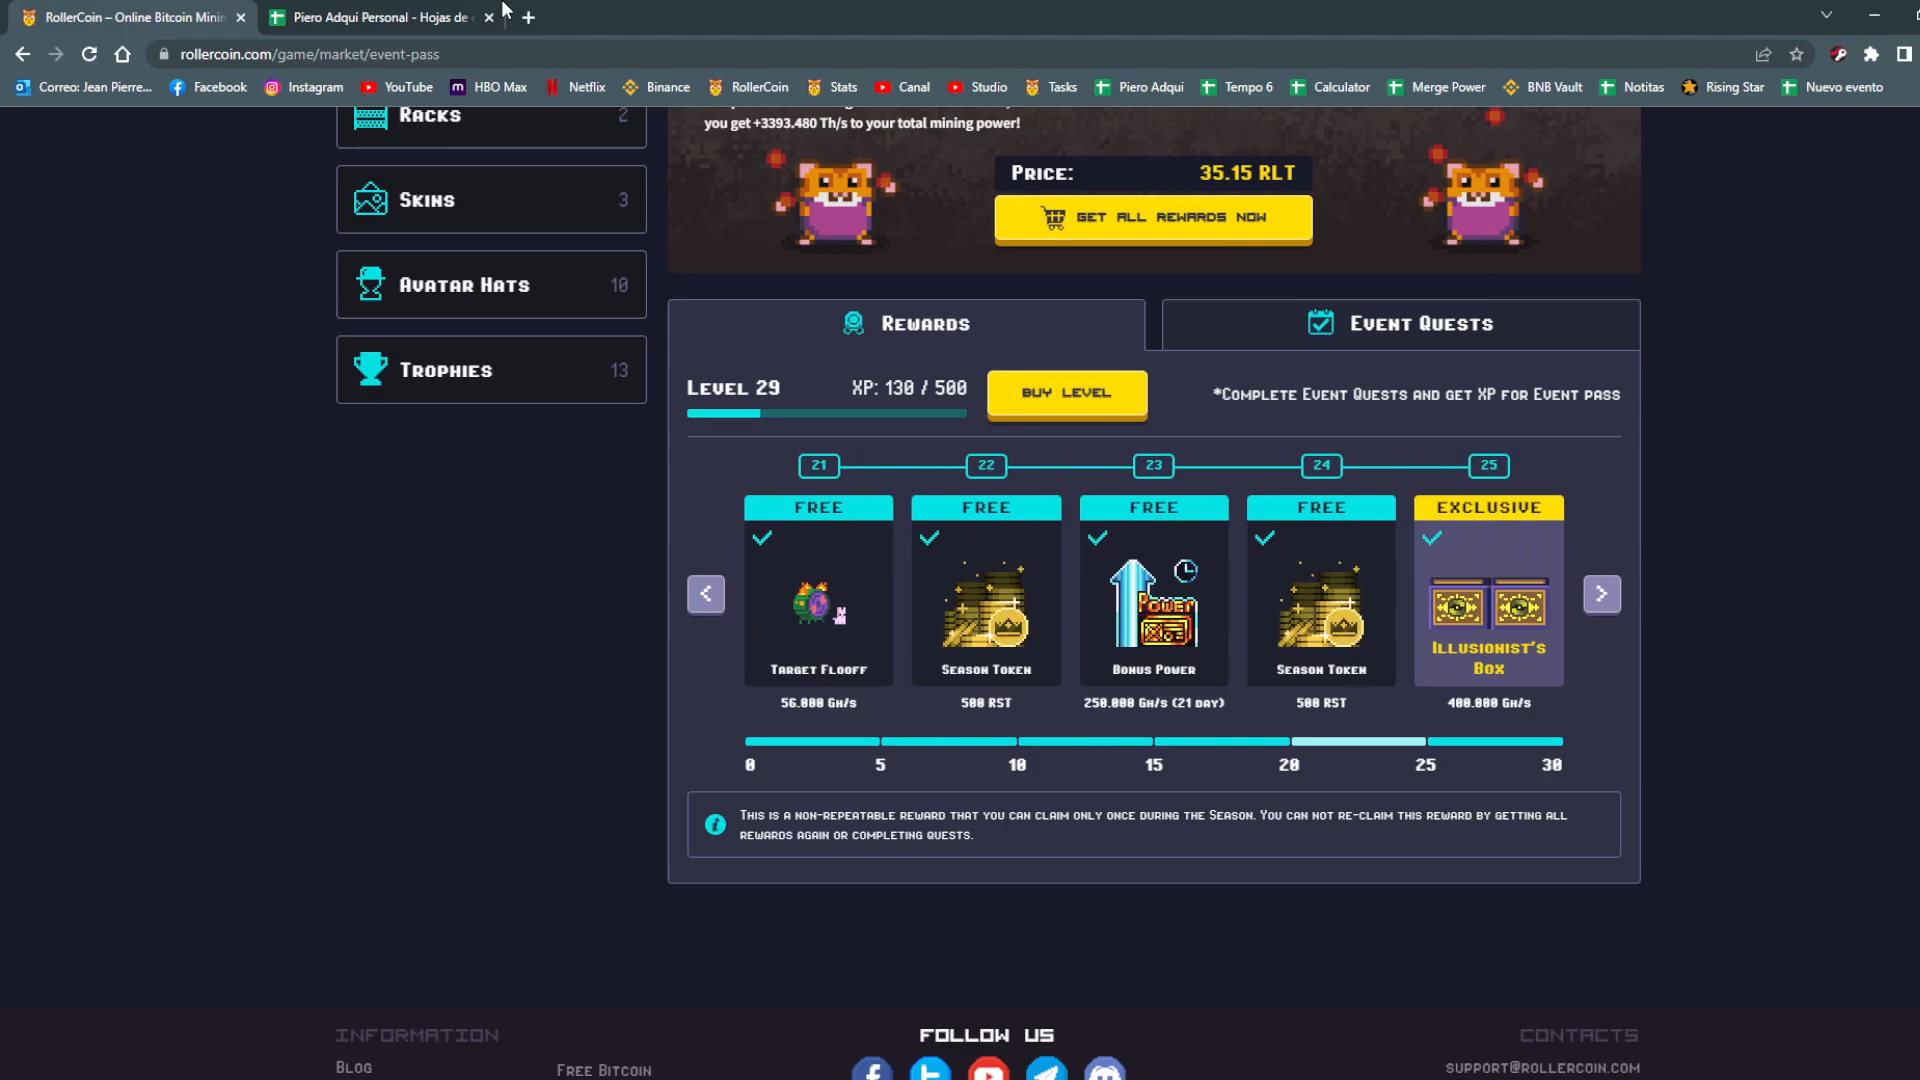 RollerCoin – Online Bitcoin Minin
Piero Adqui Personal - Hojas de c
rollercoin.com/game/market/event-pass
Correo: Jean Pierre...
Facebook
Instagram
YouTube
HBO Max
Netflix
Binance
RollerCoin
Stats
Canal
Studio
Tasks
Piero Adqui
Tempo 6
Calculator
Merge Power
BNB Vault
Notitas
Rising Star
Nuevo evento
Racks 2
Skins 3
Avatar Hats 10
Trophies 13
you get +3393.480 Th/s to your total mining power!
Price: 35.15 RLT
GET ALL REWARDS NOW
Rewards
Event Quests
Level 29
XP: 130 / 500
BUY LEVEL
*Complete Event Quests and get XP for Event pass
21 22 23 24 25
FREE FREE FREE FREE EXCLUSIVE
Power
Target Flooff
Season Token
Bonus Power
Season Token
Illusionist's
Box
56.000 Gh/s
500 RST
250.000 Gh/s (21 day)
500 RST
400.000 Gh/s
0 5 10 15 20 25 30
This is a non-repeatable reward that you can claim only once during the Season. You can not re-claim this reward by getting all
rewards again or completing quests.
INFORMATION
FOLLOW US
CONTACTS
Blog
Free Bitcoin
support@rollercoin.com